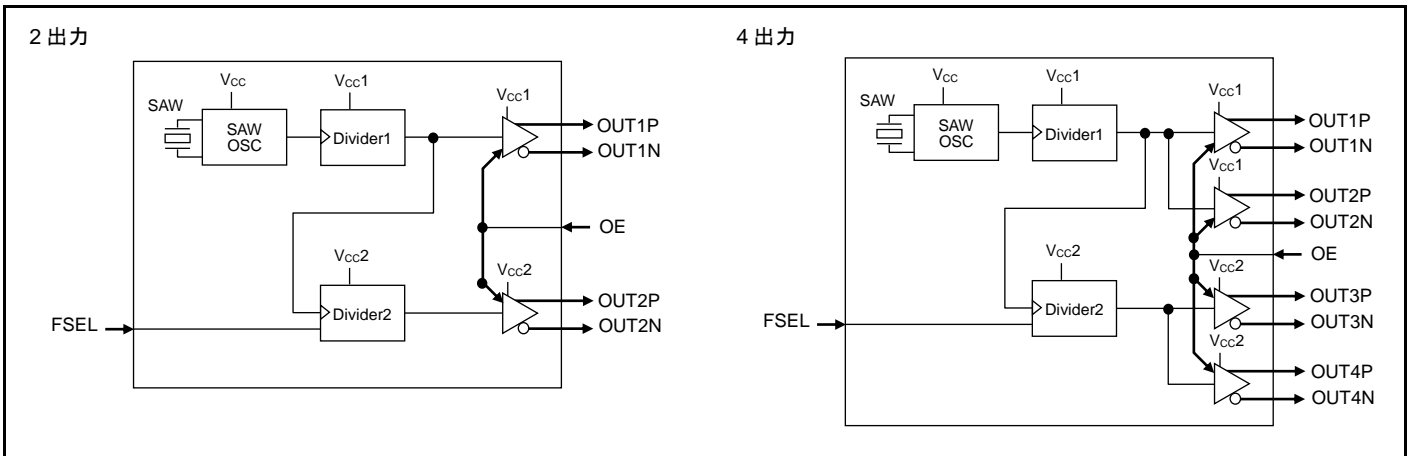 2 出力
VCC
VCC1
VCC1
SAW
SAW
OSC
Divider1
OUT1P
OUT1N
OE
VCC2
VCC2
Divider2
OUT2P
OUT2N
FSEL
4 出力
VCC
VCC1
VCC1
SAW
SAW
OSC
Divider1
OUT1P
OUT1N
VCC1
OUT2P
OUT2N
OE
VCC2
VCC2
Divider2
OUT3P
OUT3N
FSEL
VCC2
OUT4P
OUT4N